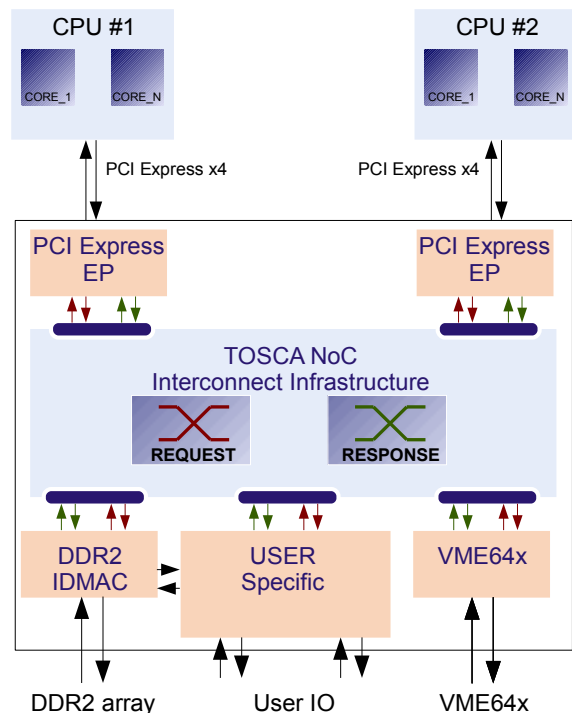 CPU #1
CPU #2
CORE_1
CORE_N
CORE_1
CORE_N
PCI Express x4
PCI Express x4
PCI Express
EP
PCI Express
EP
TOSCA NoC
Interconnect Infrastructure
REQUEST
RESPONSE
DDR2
IDMAC
USER
Specific
VME64x
DDR2 array
User IO
VME64x